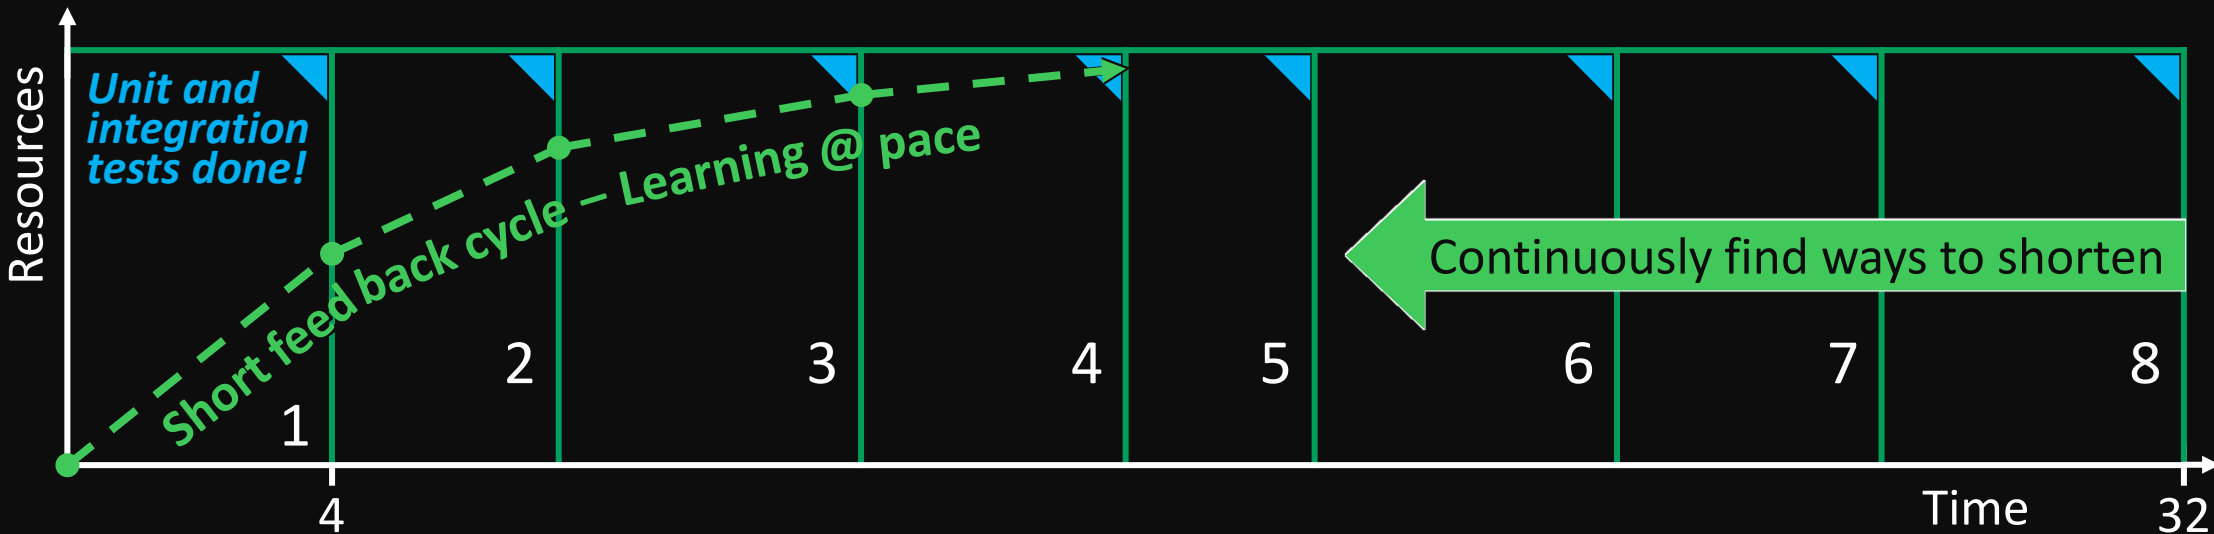 Resources
Unit and
integration
tests done!
Short feed back cycle – Learning @ pace
Continuously find ways to shorten
1
2
3
4
5
6
7
8
4
Time
32